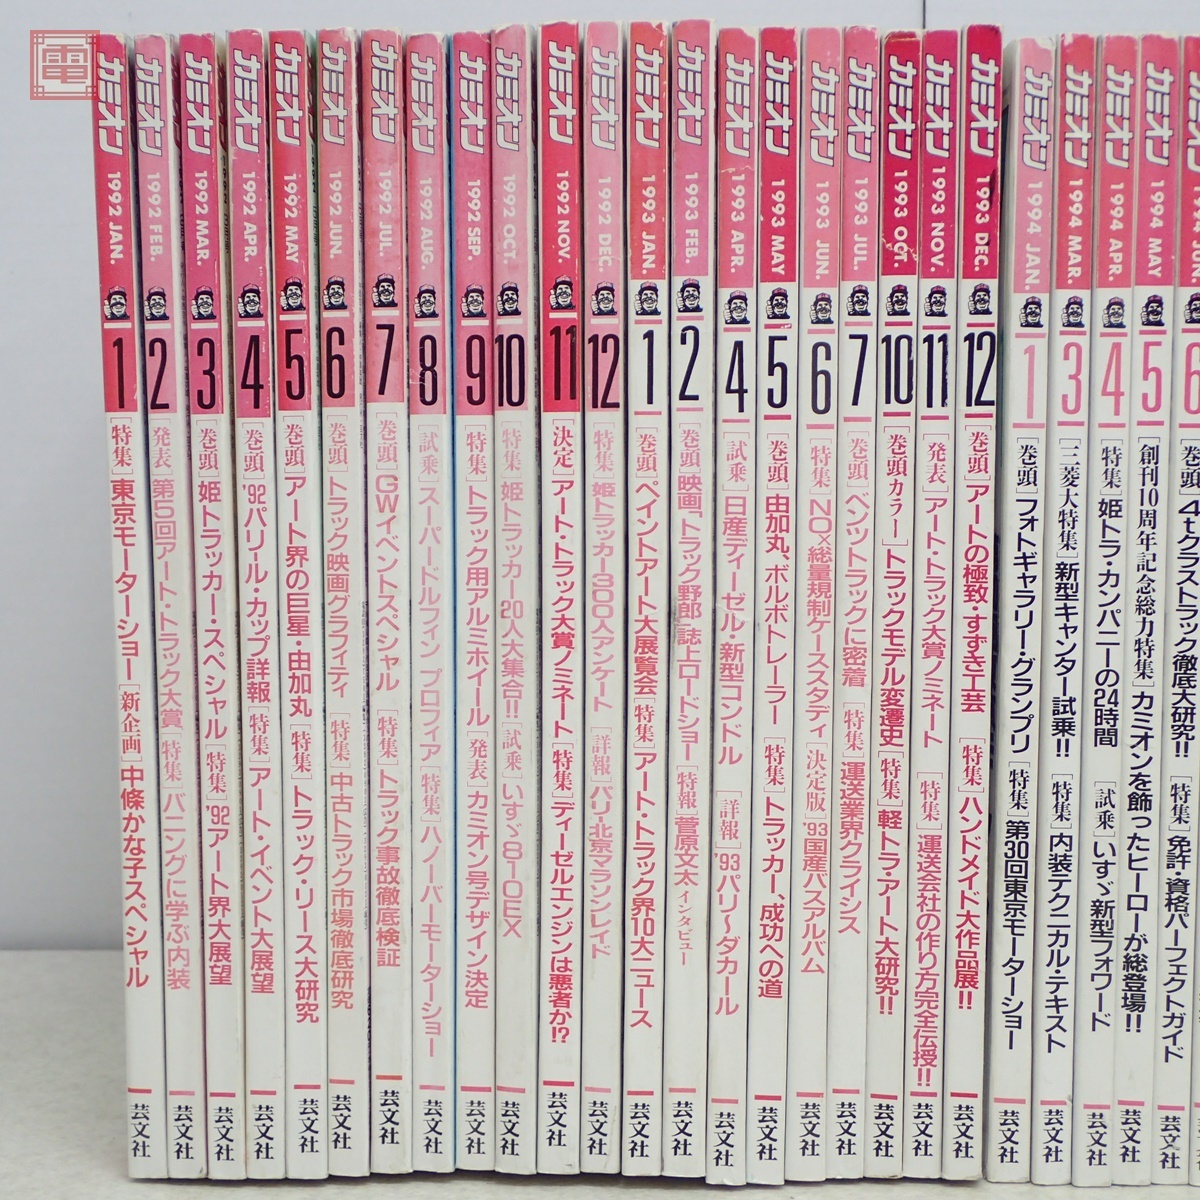 電
カミオン 1992 JAN. 1 [特集]東京モーターショー[新企画]中條かな子スペシャル 芸文社
カミオン 1992 FEB. 2 [発表]第5回アート・トラック大賞[特集]バニングに学ぶ内装 芸文社
カミオン 1992 MAR. 3 [巻頭]姫トラッカー・スペシャル[特集]'92アート界大展望 芸文社
カミオン 1992 APR. 4 [巻頭]'92パリール・カップ詳報[特集]アート・イベント大展望 芸文社
カミオン 1992 MAY 5 [巻頭]アート界の巨星・由加丸[特集]トラック・リース大研究 芸文社
カミオン 1992 JUN. 6 [巻頭]トラック映画グラフィティ[特集]中古トラック市場徹底研究 芸文社
カミオン 1992 JUL. 7 [巻頭]GWイベントスペシャル[特集]トラック事故徹底検証 芸文社
カミオン 1992 AUG. 8 [試乗]スーパードルフィン プロフィア[特集]ハノーバーモーターショー 芸文社
カミオン 1992 SEP. 9 [特集]トラック用アルミホイール[発表]カミオン号デザイン決定 芸文社
カミオン 1992 OCT. 10 [特集]姫トラッカー20人大集合!![試乗]いすゞ810EX 芸文社
カミオン 1992 NOV. 11 [決定]アート・トラック大賞ノミネート[特集]ディーゼルエンジンは悪者か!? 芸文社
カミオン 1992 DEC. 12 [特集]姫トラッカー300人アンケート[詳報]パリ・北京マランレイド 芸文社
カミオン 1993 JAN. 1 [巻頭]ペイントアート大展覧会[特集]アート・トラック界10大ニュース 芸文社
カミオン 1993 FEB. 2 [巻頭]映画「トラック野郎」誌上ロードショー[特報]菅原文太・インタビュー 芸文社
カミオン 1993 APR. 4 [試乗]日産ディーゼル・新型コンドル[詳報]'93パリ〜ダカール 芸文社
カミオン 1993 MAY 5 [巻頭]由加丸、ボルボトレーラー[特集]トラッカー、成功への道 芸文社
カミオン 1993 JUN. 6 [特集]NOx総量規制ケーススタディ[決定版]'93国産バスアルバム 芸文社
カミオン 1993 JUL. 7 [巻頭]ベンツトラックに密着[特集]運送業界クライシス 芸文社
カミオン 1993 OCT. 10 [巻頭カラー]トラックモデル変遷史[特集]軽トラ・アート大研究!! 芸文社
カミオン 1993 NOV. 11 [発表]アート・トラック大賞ノミネート[特集]運送会社の作り方完全伝授!! 芸文社
カミオン 1993 DEC. 12 [巻頭]アートの極致・すずき工芸[特集]ハンドメイド大作品展!! 芸文社
カミオン 1994 JAN. 1 [巻頭]フォトギャラリー・グランプリ[特集]第30回東京モーターショー 芸文社
カミオン 1994 MAR. 3 [三菱大特集]新型キャンター試乗!![特集]内装テクニカル・テキスト 芸文社
カミオン 1994 APR. 4 [特集]姫トラ・カンパニーの24時間[試乗]いすゞ新型フォワード 芸文社
カミオン 1994 MAY 5 [創刊10周年記念総力特集]カミオンを飾ったヒーローが総登場!! 芸文社
6 [巻頭]4tクラストラック徹底大研究!![特集]免許・資格パーフェクトガイド 芸文社